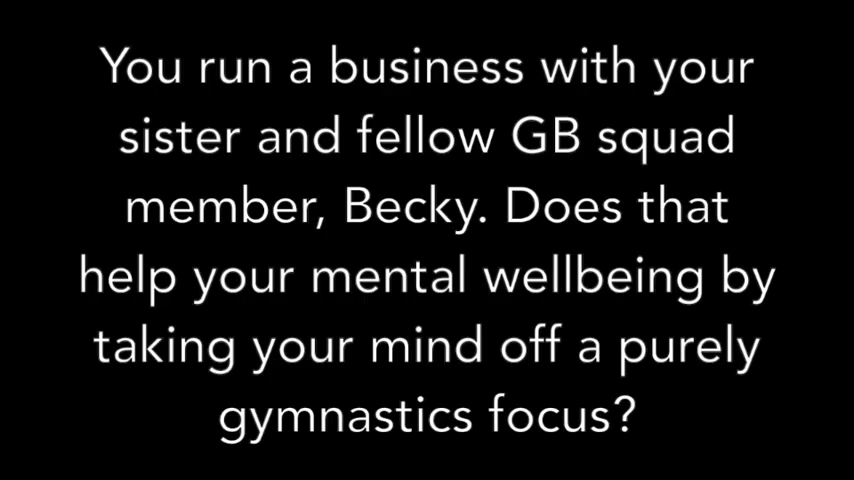 You run a business with your
sister and fellow GB squad
member, Becky. Does that
help your mental wellbeing by
taking your mind off a purely
gymnastics focus?